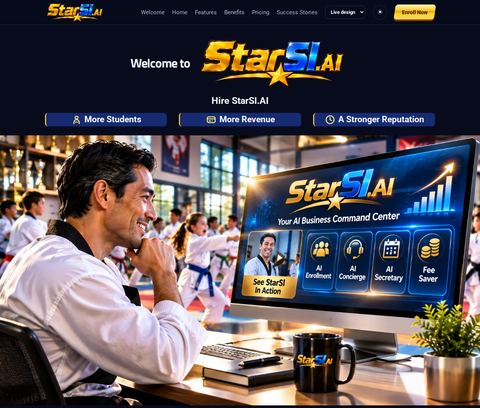 StarSI.AI
Welcome Home Features Benefits Pricing Success Stories Live design Enroll Now
Welcome to StarSI.AI
Hire StarSI.AI
More Students More Revenue A Stronger Reputation
StarSI.AI
Your AI Business Command Center
See StarSI In Action
AI Enrollment
AI Concierge
AI Secretary
Fee Saver
StarSI.AI